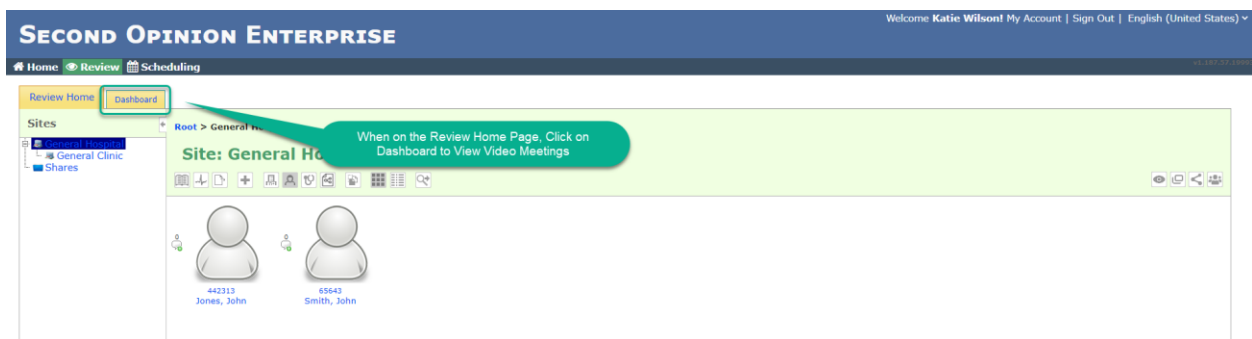 Welcome Katie Wilson! My Account | Sign Out | English (United States)
SECOND OPINION ENTERPRISE
Home Review Scheduling
Review Home Dashboard
Sites
Root > General
When on the Review Home Page, Click on
Dashboard to View Video Meetings
General Hospital
General Clinic
Shares
Site: General Ho
0 0
442313 65643
Jones, John Smith, John